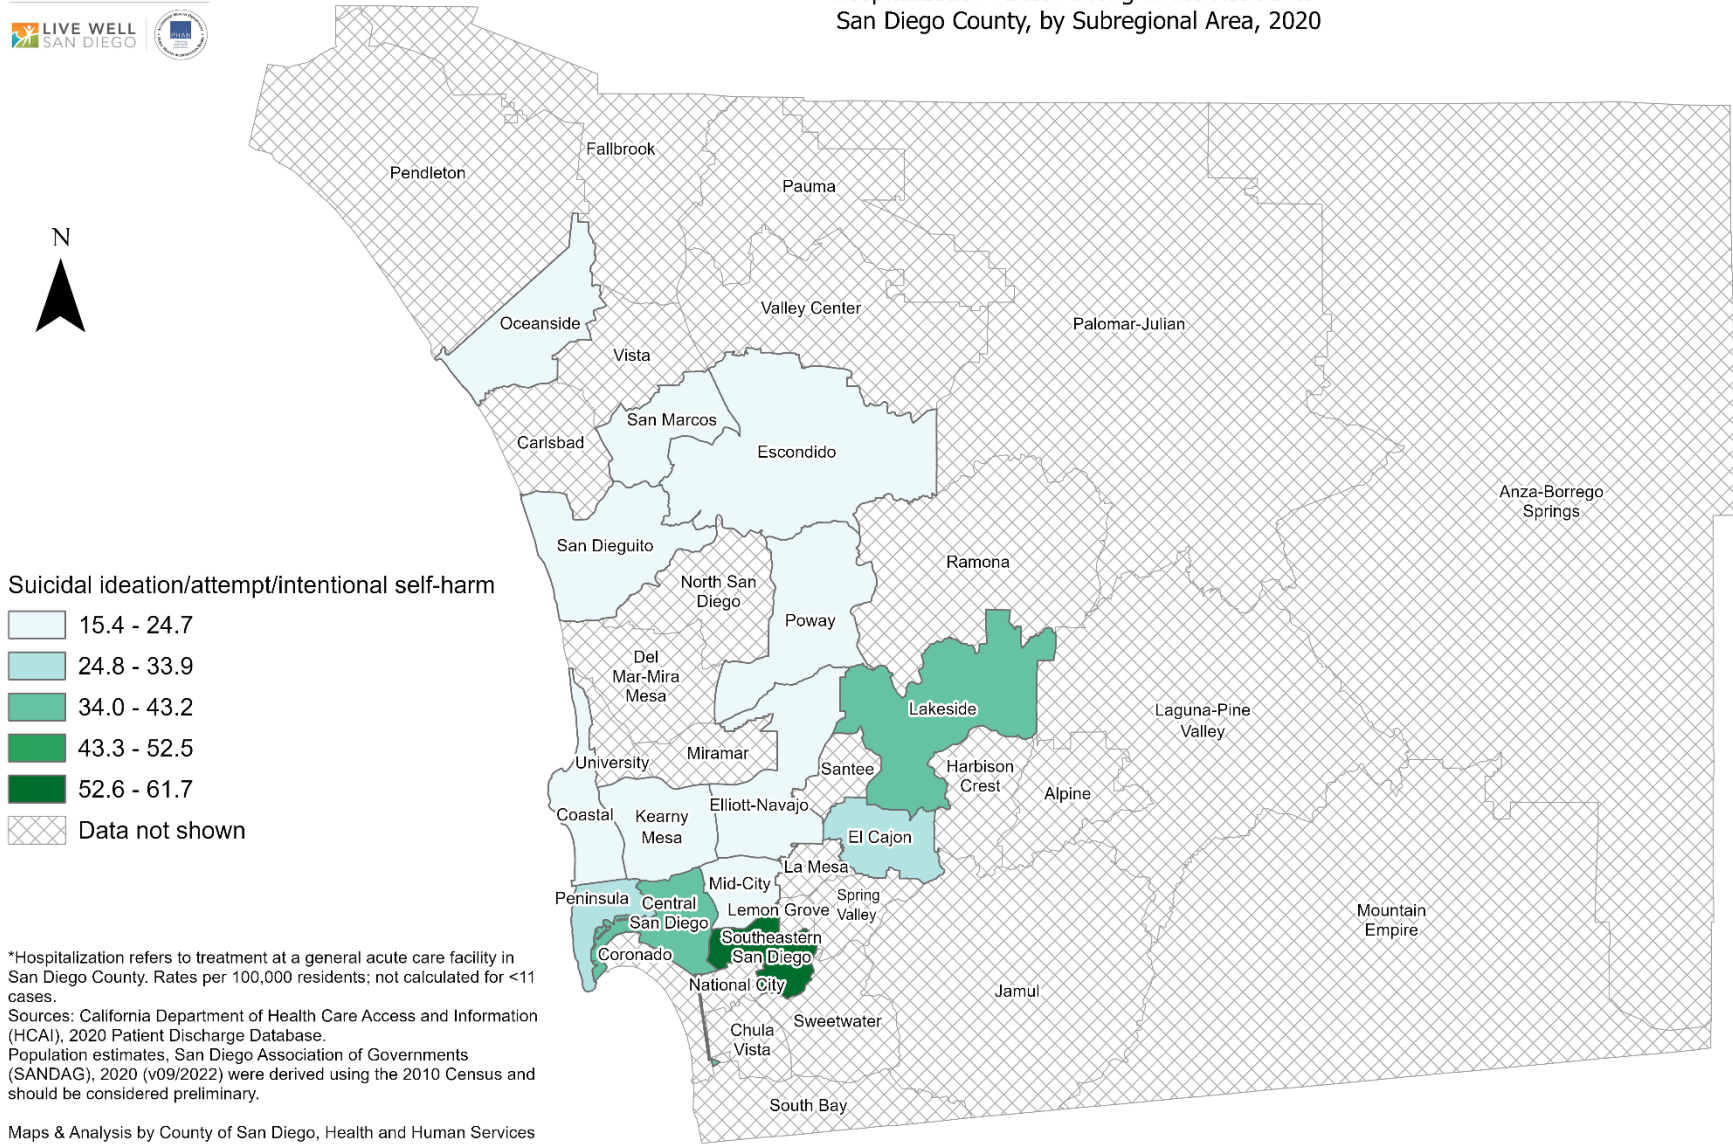 LIVE WELL
SAN DIEGO
PHAB
San Diego County, by Subregional Area, 2020
Fallbrook
Pendleton
Pauma
N
Valley Center
Oceanside
Palomar-Julian
Vista
San Marcos
Carlsbad
Escondido
Anza-Borrego
Springs
San Dieguito
Ramona
Suicidal ideation/attempt/intentional self-harm
15.4 - 24.7
24.8 - 33.9
34.0 - 43.2
43.3 - 52.5
52.6 - 61.7
Data not shown
North San
Diego
Poway
Del
Mar-Mira
Mesa
Lakeside
Laguna-Pine
Valley
Miramar
University
Santee
Harbison
Crest
Alpine
Coastal
Kearny
Mesa
Elliott-Navajo
El Cajon
La Mesa
Mid-City
Peninsula
Central
San Diego
Lemon Grove
Spring
Valley
Mountain
Empire
Southeastern
San Diego
Coronado
National City
Jamul
Sweetwater
Chula
Vista
South Bay
*Hospitalization refers to treatment at a general acute care facility in
San Diego County. Rates per 100,000 residents; not calculated for <11
cases.
Sources: California Department of Health Care Access and Information
(HCAI), 2020 Patient Discharge Database.
Population estimates, San Diego Association of Governments
(SANDAG), 2020 (v09/2022) were derived using the 2010 Census and
should be considered preliminary.
Maps & Analysis by County of San Diego, Health and Human Services